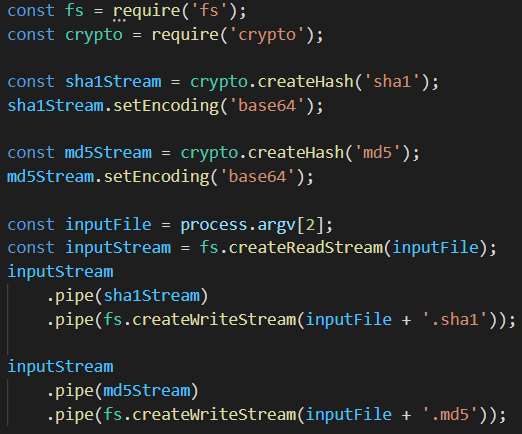 const fs = require('fs');
const crypto = require('crypto');
const sha1Stream = crypto.createHash('sha1');
sha1Stream.setEncoding('base64');
const md5Stream = crypto.createHash('md5');
md5Stream.setEncoding('base64');
const inputFile = process.argv[2];
const inputStream = fs.createReadStream(inputFile);
inputStream
    .pipe(sha1Stream)
    .pipe(fs.createWriteStream(inputFile + '.sha1'));
inputStream
    .pipe(md5Stream)
    .pipe(fs.createWriteStream(inputFile + '.md5'));